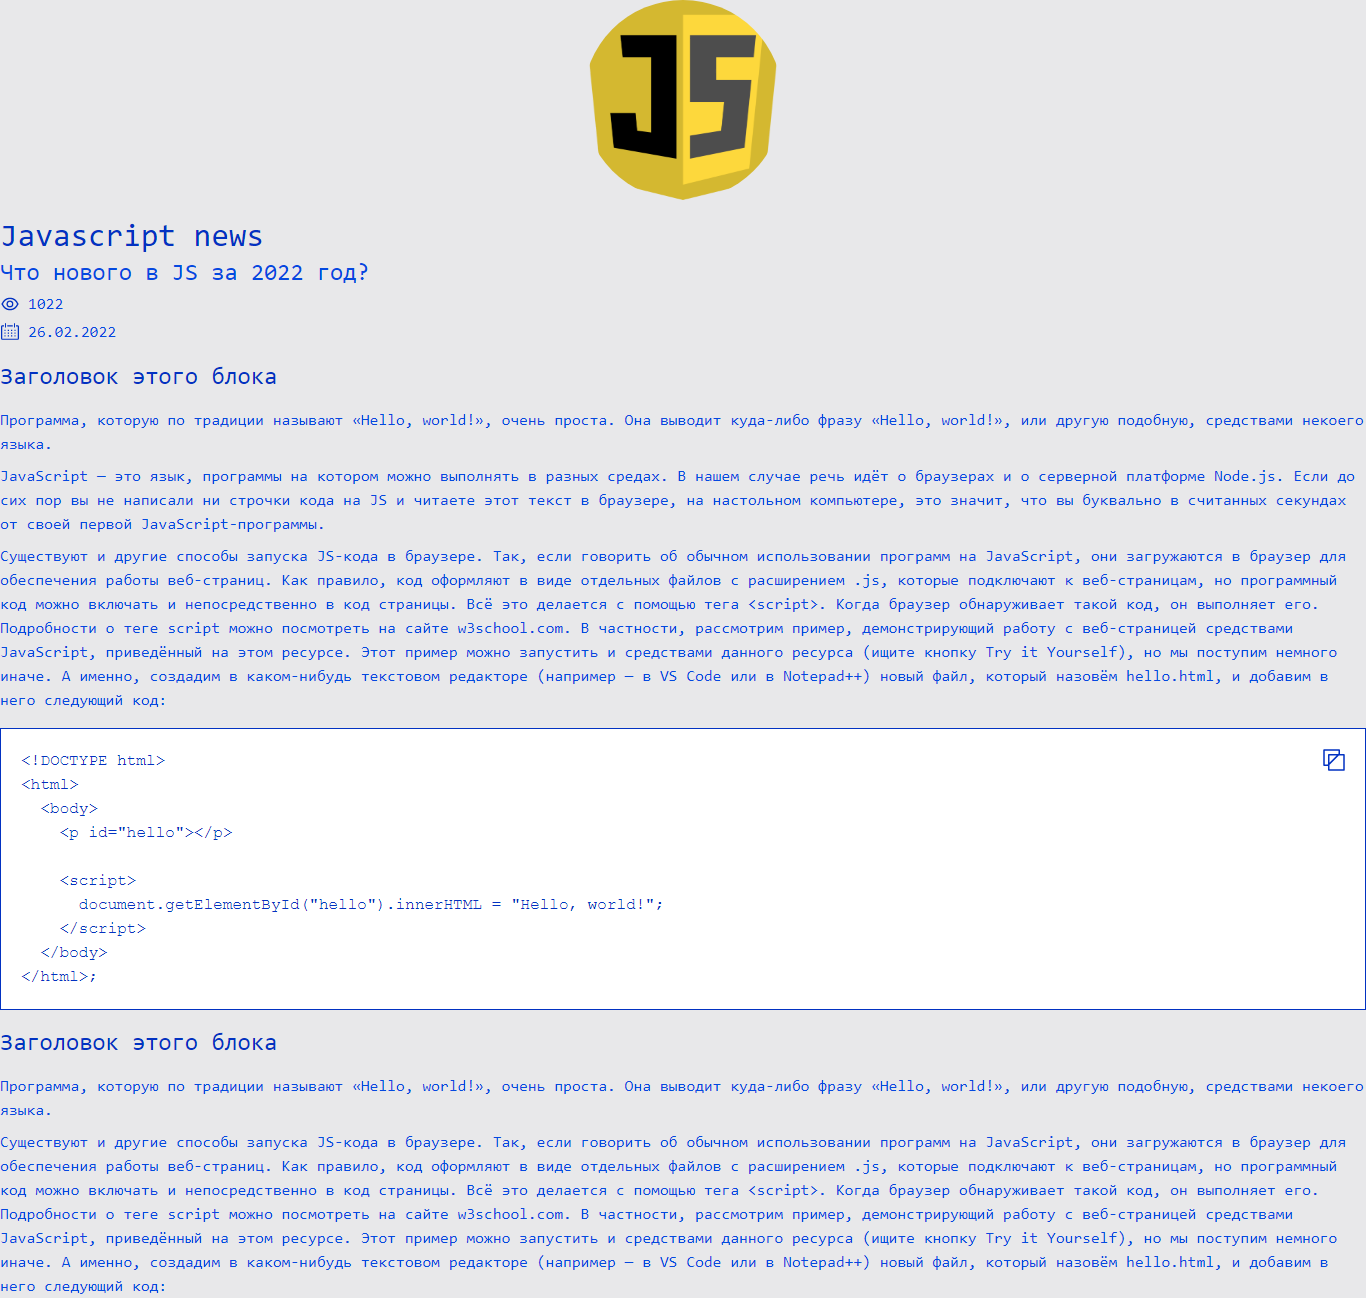 JS
Javascript news
Что нового в JS за 2022 год?
1022
26.02.2022
Заголовок этого блока
Программа, которую по традиции называют «Hello, world!», очень проста. Она выводит куда-либо фразу «Hello, world!», или другую подобную, средствами некоего
языка.
JavaScript — это язык, программы на котором можно выполнять в разных средах. В нашем случае речь идёт о браузерах и о серверной платформе Node.js. Если до
сих пор вы не написали ни строчки кода на JS и читаете этот текст в браузере, на настольном компьютере, это значит, что вы буквально в считанных секундах
от своей первой JavaScript-программы.
Существуют и другие способы запуска JS-кода в браузере. Так, если говорить об обычном использовании программ на JavaScript, они загружаются в браузер для
обеспечения работы веб-страниц. Как правило, код оформляют в виде отдельных файлов с расширением .js, которые подключают к веб-страницам, но программный
код можно включать и непосредственно в код страницы. Всё это делается с помощью тега <script>. Когда браузер обнаруживает такой код, он выполняет его.
Подробности о теге script можно посмотреть на сайте w3school.com. В частности, рассмотрим пример, демонстрирующий работу с веб-страницей средствами
JavaScript, приведённый на этом ресурсе. Этот пример можно запустить и средствами данного ресурса (ищите кнопку Try it Yourself), но мы поступим немного
иначе. А именно, создадим в каком-нибудь текстовом редакторе (например — в VS Code или в Notepad++) новый файл, который назовём hello.html, и добавим в
него следующий код:
<!DOCTYPE html>
<html>
  <body>
    <p id="hello"></p>
    <script>
      document.getElementById("hello").innerHTML = "Hello, world!";
    </script>
  </body>
</html>;
Заголовок этого блока
Программа, которую по традиции называют «Hello, world!», очень проста. Она выводит куда-либо фразу «Hello, world!», или другую подобную, средствами некоего
языка.
Существуют и другие способы запуска JS-кода в браузере. Так, если говорить об обычном использовании программ на JavaScript, они загружаются в браузер для
обеспечения работы веб-страниц. Как правило, код оформляют в виде отдельных файлов с расширением .js, которые подключают к веб-страницам, но программный
код можно включать и непосредственно в код страницы. Всё это делается с помощью тега <script>. Когда браузер обнаруживает такой код, он выполняет его.
Подробности о теге script можно посмотреть на сайте w3school.com. В частности, рассмотрим пример, демонстрирующий работу с веб-страницей средствами
JavaScript, приведённый на этом ресурсе. Этот пример можно запустить и средствами данного ресурса (ищите кнопку Try it Yourself), но мы поступим немного
иначе. А именно, создадим в каком-нибудь текстовом редакторе (например — в VS Code или в Notepad++) новый файл, который назовём hello.html, и добавим в
него следующий код: